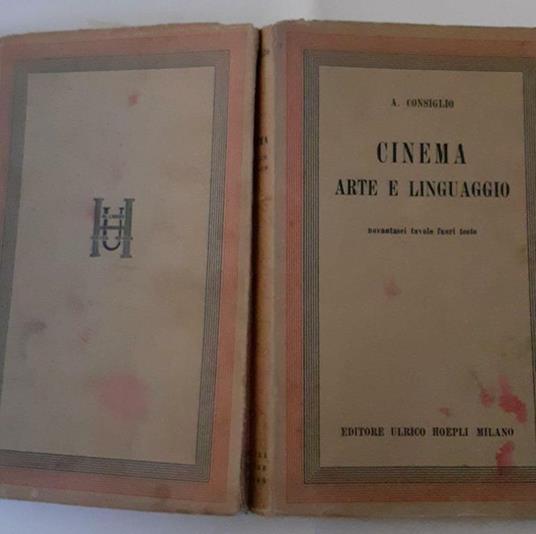 A. CONSIGLIO
CINEMA
ARTE E LINGUAGGIO
novantasei tavole fuori testo
EDITORE ULRICO HOEPLI MILANO